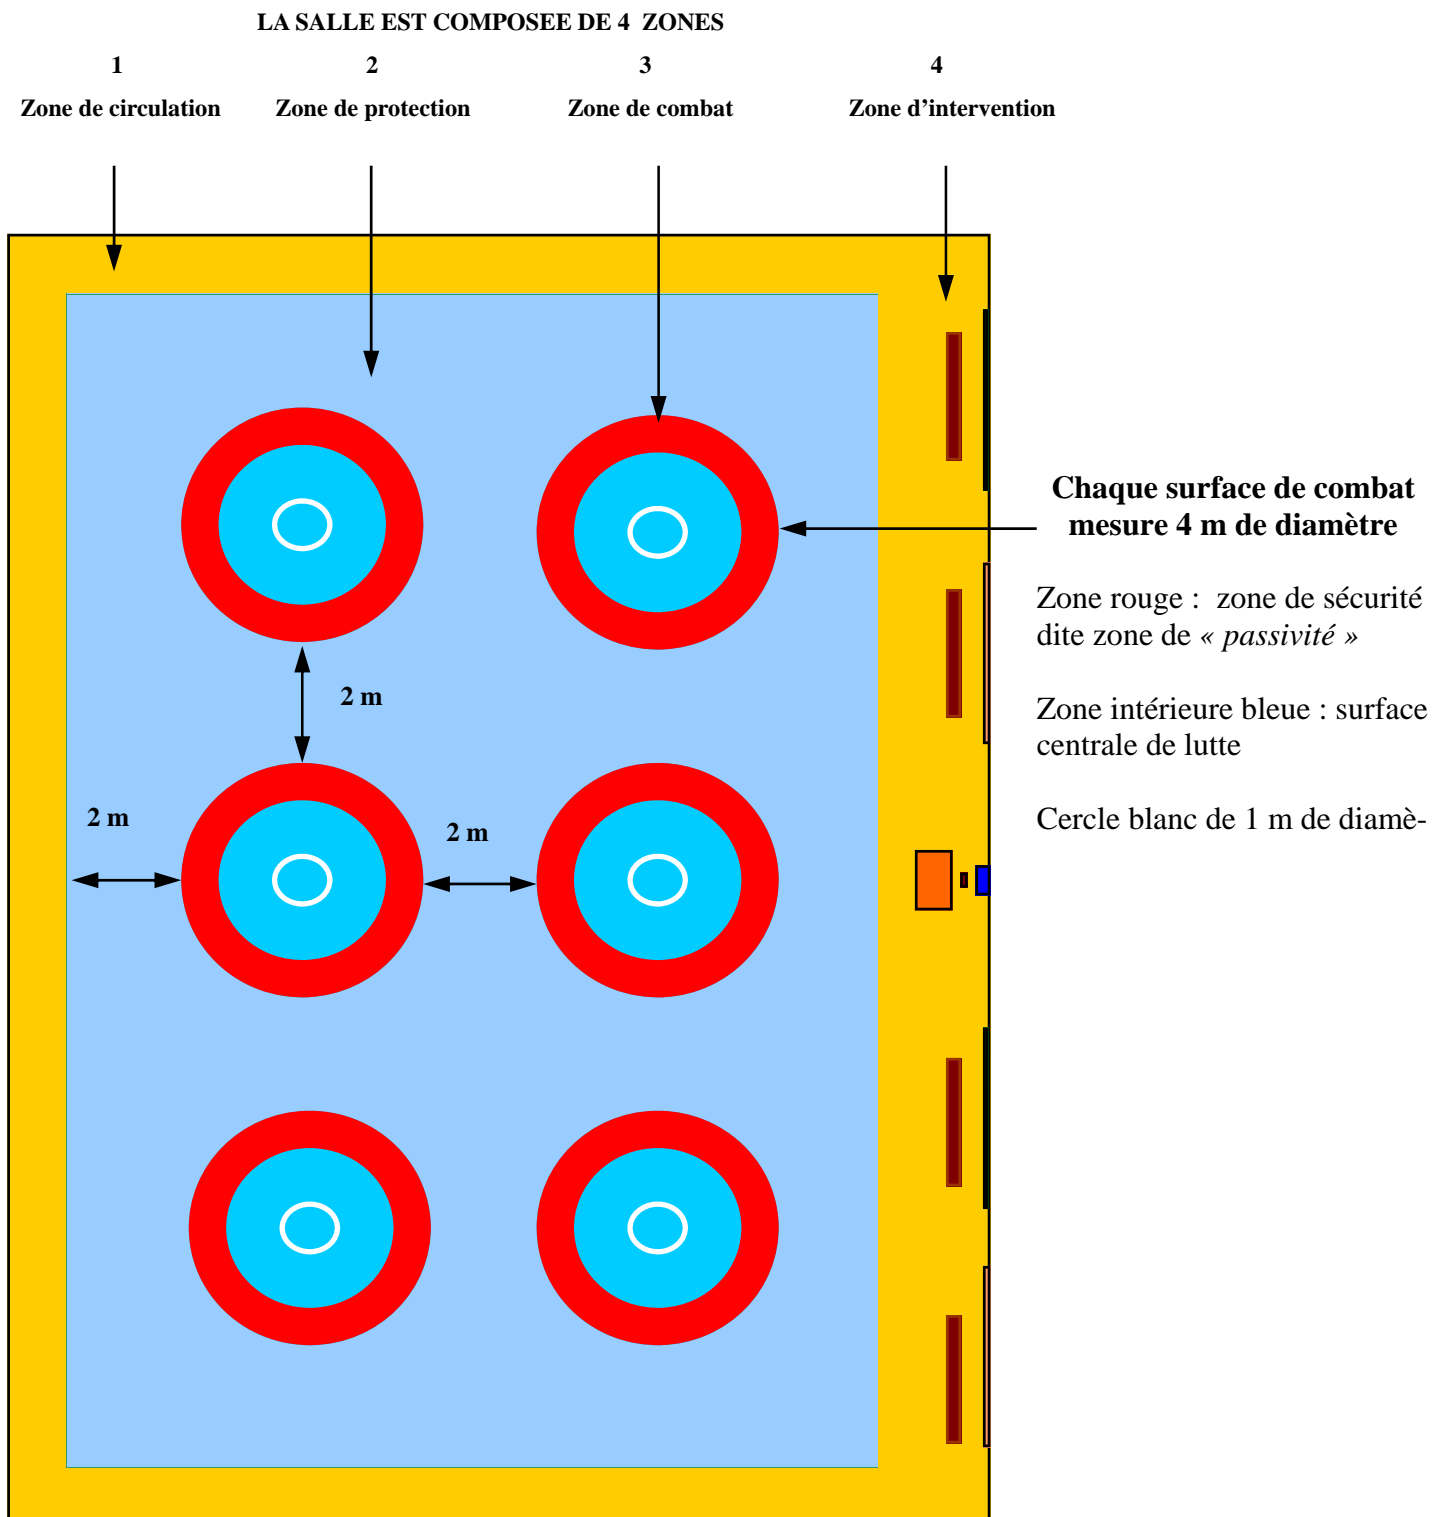 LA SALLE EST COMPOSEE DE 4 ZONES
1 2 3 4
Zone de circulation Zone de protection Zone de combat Zone d’intervention
Chaque surface de combat
mesure 4 m de diamètre
Zone rouge : zone de sécurité
dite zone de « passivité »
Zone intérieure bleue : surface
centrale de lutte
Cercle blanc de 1 m de diamè-
2 m
2 m
2 m